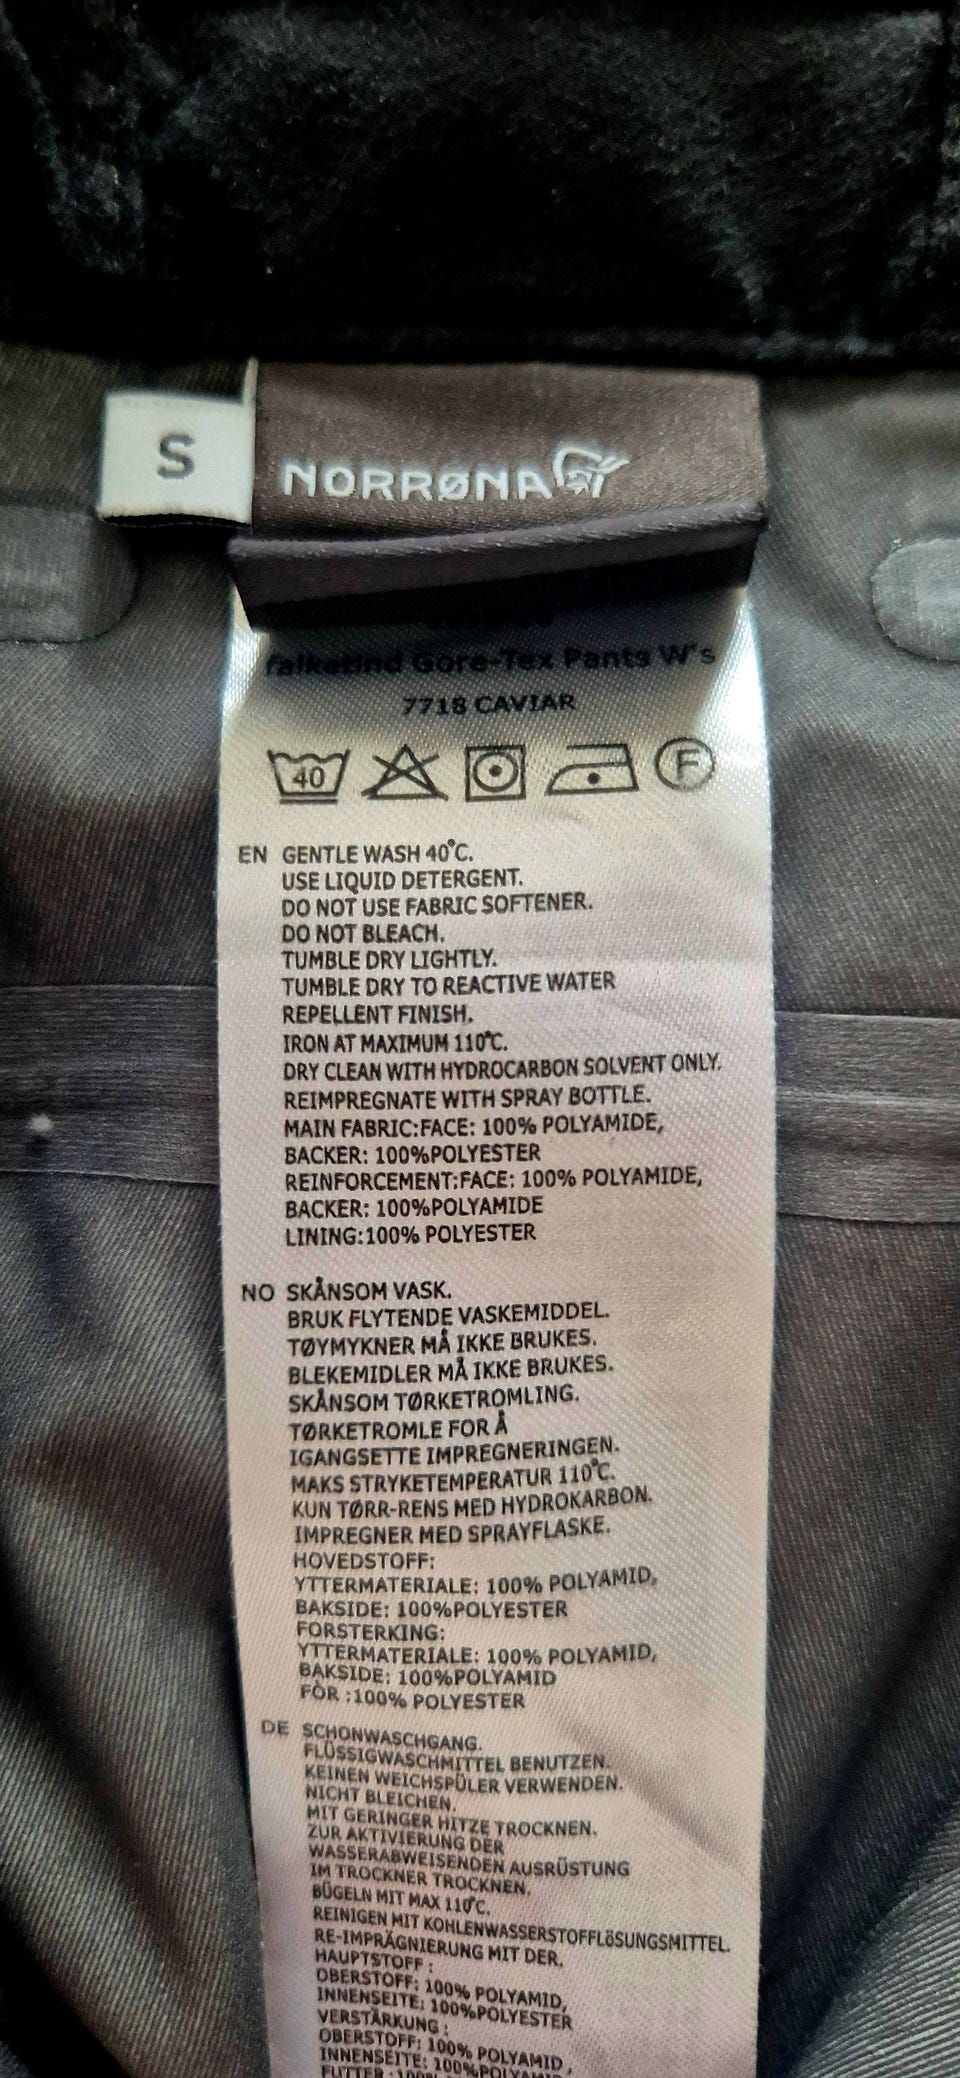 S
NORRØNA
falketind Gore-Tex Pants W's
7718 CAVIAR
40
F
EN GENTLE WASH 40°C.
USE LIQUID DETERGENT.
DO NOT USE FABRIC SOFTENER.
DO NOT BLEACH.
TUMBLE DRY LIGHTLY.
TUMBLE DRY TO REACTIVE WATER
REPELLENT FINISH.
IRON AT MAXIMUM 110°C.
DRY CLEAN WITH HYDROCARBON SOLVENT ONLY.
REIMPREGNATE WITH SPRAY BOTTLE.
MAIN FABRIC:FACE: 100% POLYAMIDE,
BACKER: 100%POLYESTER
REINFORCEMENT:FACE: 100% POLYAMIDE,
BACKER: 100%POLYAMIDE
LINING:100% POLYESTER
NO SKÅNSOM VASK.
BRUK FLYTENDE VASKEMIDDEL.
TØYMYKNER MÅ IKKE BRUKES.
BLEKEMIDLER MÅ IKKE BRUKES.
SKÅNSOM TØRKETROMLING.
TØRKETROMLE FOR Å
IGANGSETTE IMPREGNERINGEN.
MAKS STRYKETEMPERATUR 110°C.
KUN TØRR-RENS MED HYDROKARBON.
IMPREGNER MED SPRAYFLASKE.
HOVEDSTOFF:
YTTERMATERIALE: 100% POLYAMID,
BAKSIDE: 100%POLYESTER
FORSTERKING:
YTTERMATERIALE: 100% POLYAMID,
BAKSIDE: 100%POLYAMID
FÒR :100% POLYESTER
DE SCHONWASCHGANG.
FLÜSSIGWASCHMITTEL BENUTZEN.
KEINEN WEICHSPÜLER VERWENDEN.
NICHT BLEICHEN.
MIT GERINGER HITZE TROCKNEN.
ZUR AKTIVIERUNG DER
WASSERABWEISENDEN AUSRÜSTUNG
IM TROCKNER TROCKNEN.
BÜGELN MIT MAX 110°C.
REINIGEN MIT KOHLENWASSERSTOFFLöSUNGSMITTEL.
RE-IMPRÄGNIERUNG MIT DER.
HAUPTSTOFF :
OBERSTOFF: 100% POLYAMID,
INNENSEITE: 100%POLYESTER
VERSTÄRKUNG :
OBERSTOFF: 100% POLYAMID ,
INNENSEITE: 100%POLYAMID
FUTTER :100%